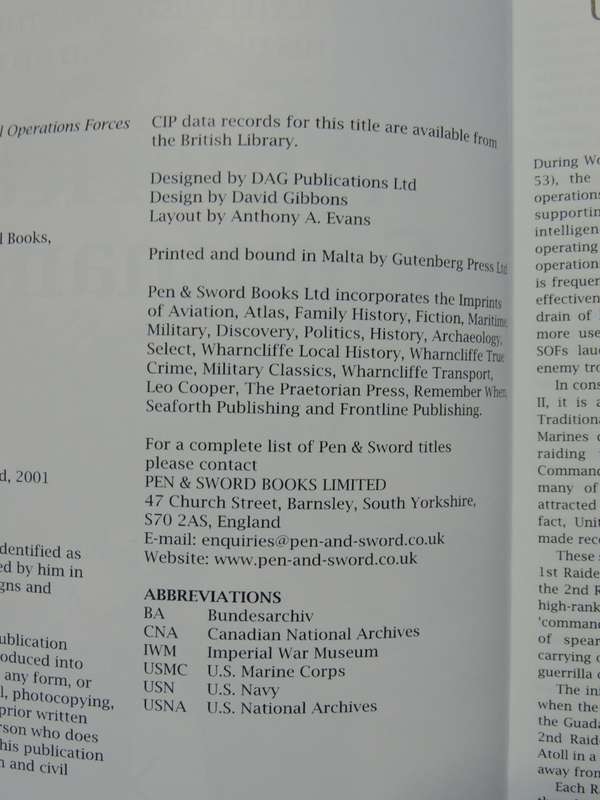 l Operations Forces
l Books,
d, 2001
dentified as
ed by him in
igns and
ublication
oduced into
any form, or
l, photocopying,
prior written
erson who does
his publication
n and civil
CIP data records for this title are available from
the British Library.
Designed by DAG Publications Ltd
Design by David Gibbons
Layout by Anthony A. Evans
Printed and bound in Malta by Gutenberg Press Ltd
Pen & Sword Books Ltd incorporates the Imprints
of Aviation, Atlas, Family History, Fiction, Maritime,
Military, Discovery, Politics, History, Archaeology,
Select, Wharncliffe Local History, Wharncliffe True
Crime, Military Classics, Wharncliffe Transport,
Leo Cooper, The Praetorian Press, Remember When,
Seaforth Publishing and Frontline Publishing.
For a complete list of Pen & Sword titles
please contact
PEN & SWORD BOOKS LIMITED
47 Church Street, Barnsley, South Yorkshire,
S70 2AS, England
E-mail: enquiries@pen-and-sword.co.uk
Website: www.pen-and-sword.co.uk
ABBREVIATIONS
BA Bundesarchiv
CNA Canadian National Archives
IWM Imperial War Museum
USMC U.S. Marine Corps
USN U.S. Navy
USNA U.S. National Archives
During Wo
53), the
operations
supportin
intelligen
operating
operation
is frequen
effectiven
drain of
more use
SOFs lau
enemy tro
In cons
II, it is a
Traditiona
Marines c
raiding
Command
many of
attracted
fact, Unit
made reco
These s
1st Raide
the 2nd R
high-rank
'command
of spear
carrying o
guerrilla c
The ini
when the
the Guada
2nd Raid
Atoll in a
away from
Each R